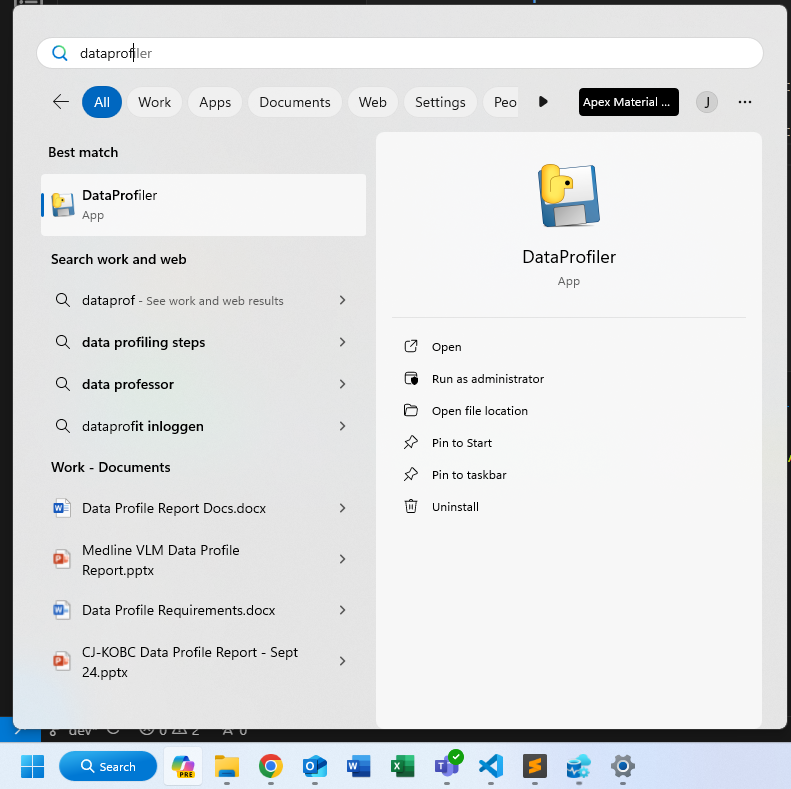 dataprofiler
All
Work
Apps
Documents
Web
Settings
Peo
Apex Material ...
J
Best match
DataProfiler
App
Search work and web
dataprof - See work and web results
data profiling steps
data professor
dataprofit inloggen
Work - Documents
Data Profile Report Docs.docx
Medline VLM Data Profile
Report.pptx
Data Profile Requirements.docx
CJ-KOBC Data Profile Report - Sept
24.pptx
DataProfiler
App
Open
Run as administrator
Open file location
Pin to Start
Pin to taskbar
Uninstall
dev
0
2
0
Search
PRE